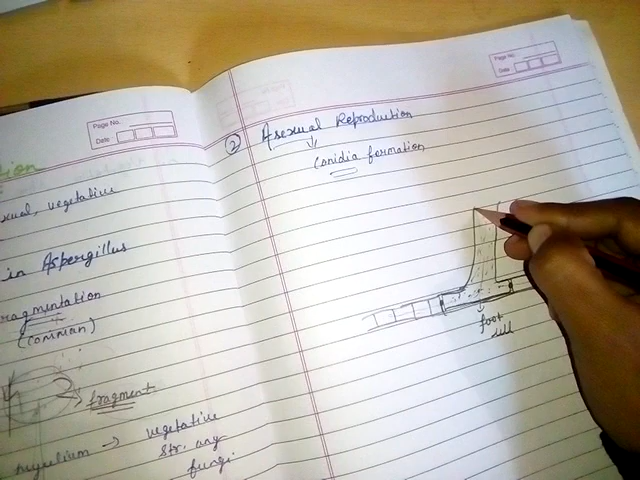 Page No.
Date
tion
xual, vegetative
in Aspergillus
ragmentation
(common)
fragment
mycelium → vegetative
str. any
fungi
Page No.
Date
② Asexual Reproduction
↓
Conidia formation
foot
cell